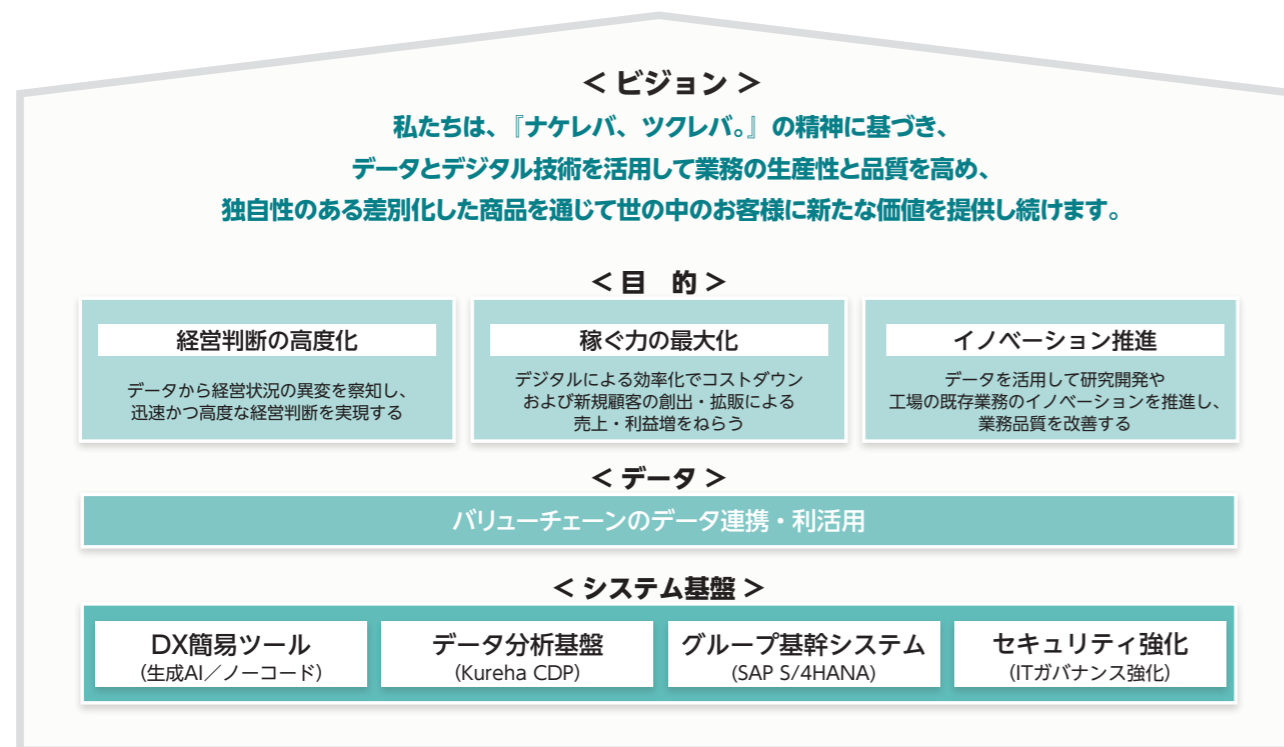 ＜ビジョン＞
私たちは、『ナケレバ、ツクレバ。』の精神に基づき、
データとデジタル技術を活用して業務の生産性と品質を高め、
独自性のある差別化した商品を通じて世の中のお客様に新たな価値を提供し続けます。
＜目　的＞
経営判断の高度化
データから経営状況の異変を察知し、
迅速かつ高度な経営判断を実現する
稼ぐ力の最大化
デジタルによる効率化でコストダウン
および新規顧客の創出・拡販による
売上・利益増をねらう
イノベーション推進
データを活用して研究開発や
工場の既存業務のイノベーションを推進し、
業務品質を改善する
＜データ＞
バリューチェーンのデータ連携・利活用
＜システム基盤＞
DX簡易ツール
(生成AI／ノーコード)
データ分析基盤
(Kureha CDP)
グループ基幹システム
(SAP S/4HANA)
セキュリティ強化
(ITガバナンス強化)